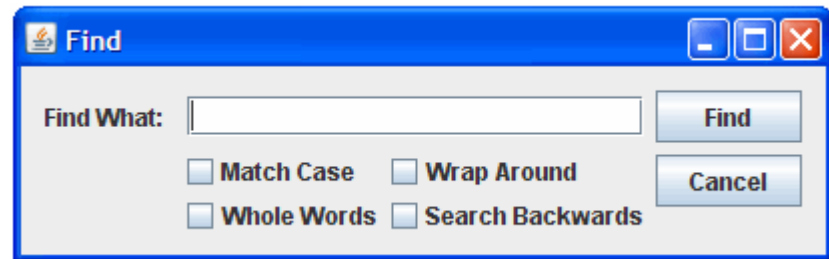 Find
Find What: Find
Match Case Wrap Around Cancel
Whole Words Search Backwards